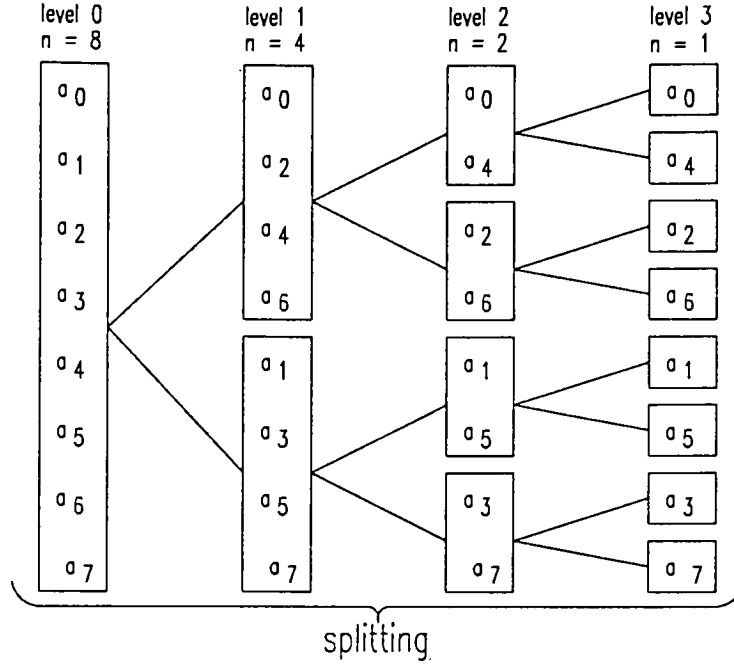 level 0 level 1 level 2 level 3
n = 8 n = 4 n = 2 n = 1
a0 a0 a0 a0
a1 a2 a4 a4
a2 a4 a2 a2
a3 a6 a6 a6
a4 a1 a1 a1
a5 a3 a5 a5
a6 a5 a3 a3
a7 a7 a7 a7
splitting